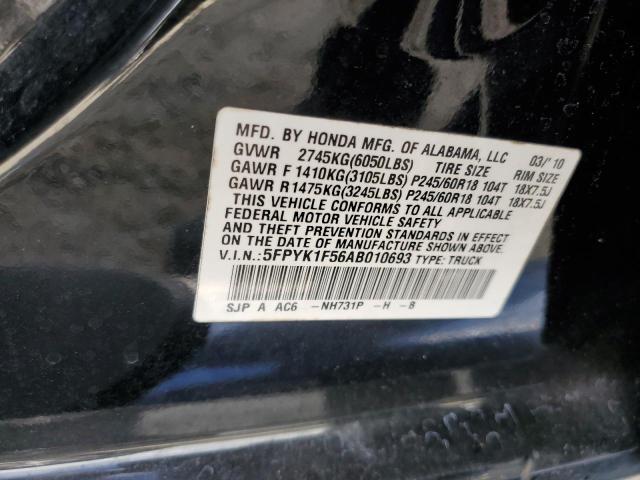 MFD. BY HONDA MFG. OF ALABAMA, LLC 03/'10
GVWR 2745KG(6050LBS) TIRE SIZE RIM SIZE
GAWR F 1410KG(3105LBS) P245/60R18 104T 18X7.5J
GAWR R 1475KG(3245LBS) P245/60R18 104T 18X7.5J
THIS VEHICLE CONFORMS TO ALL APPLICABLE
FEDERAL MOTOR VEHICLE SAFETY
AND THEFT PREVENTION STANDARDS IN EFFECT
ON THE DATE OF MANUFACTURE SHOWN ABOVE.
V.I.N.: 5FPYK1F56AB010693 TYPE: TRUCK
SJP A AC6 -NH731P -H -8